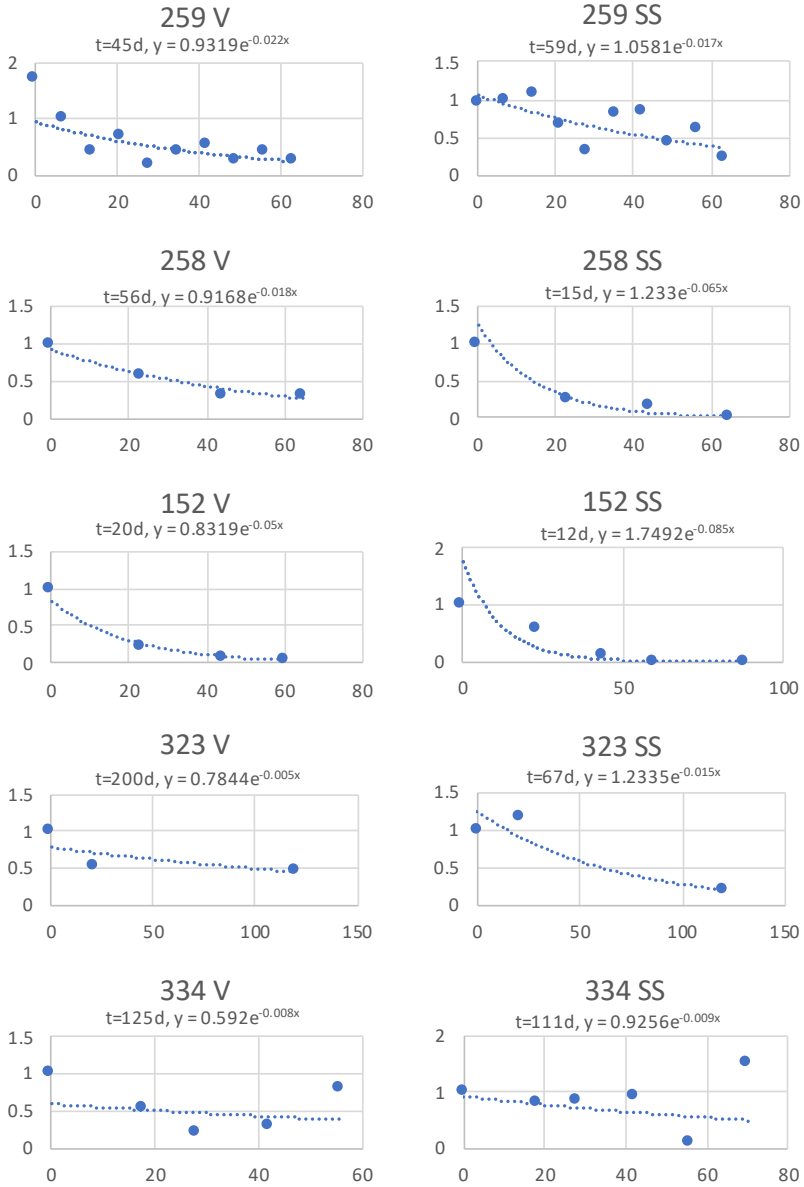 259 V
t=45d, y = 0.9319e-0.022x
2
1
0
0 20 40 60 80
259 SS
t=59d, y = 1.0581e-0.017x
1.5
1
0.5
0
0 20 40 60 80
258 V
t=56d, y = 0.9168e-0.018x
1.5
1
0.5
0
0 20 40 60 80
258 SS
t=15d, y = 1.233e-0.065x
1.5
1
0.5
0
0 20 40 60 80
152 V
t=20d, y = 0.8319e-0.05x
1.5
1
0.5
0
0 20 40 60 80
152 SS
t=12d, y = 1.7492e-0.085x
2
1
0
0 50 100
323 V
t=200d, y = 0.7844e-0.005x
1.5
1
0.5
0
0 50 100 150
323 SS
t=67d, y = 1.2335e-0.015x
1.5
1
0.5
0
0 50 100 150
334 V
t=125d, y = 0.592e-0.008x
1.5
1
0.5
0
0 20 40 60
334 SS
t=111d, y = 0.9256e-0.009x
2
1
0
0 20 40 60 80